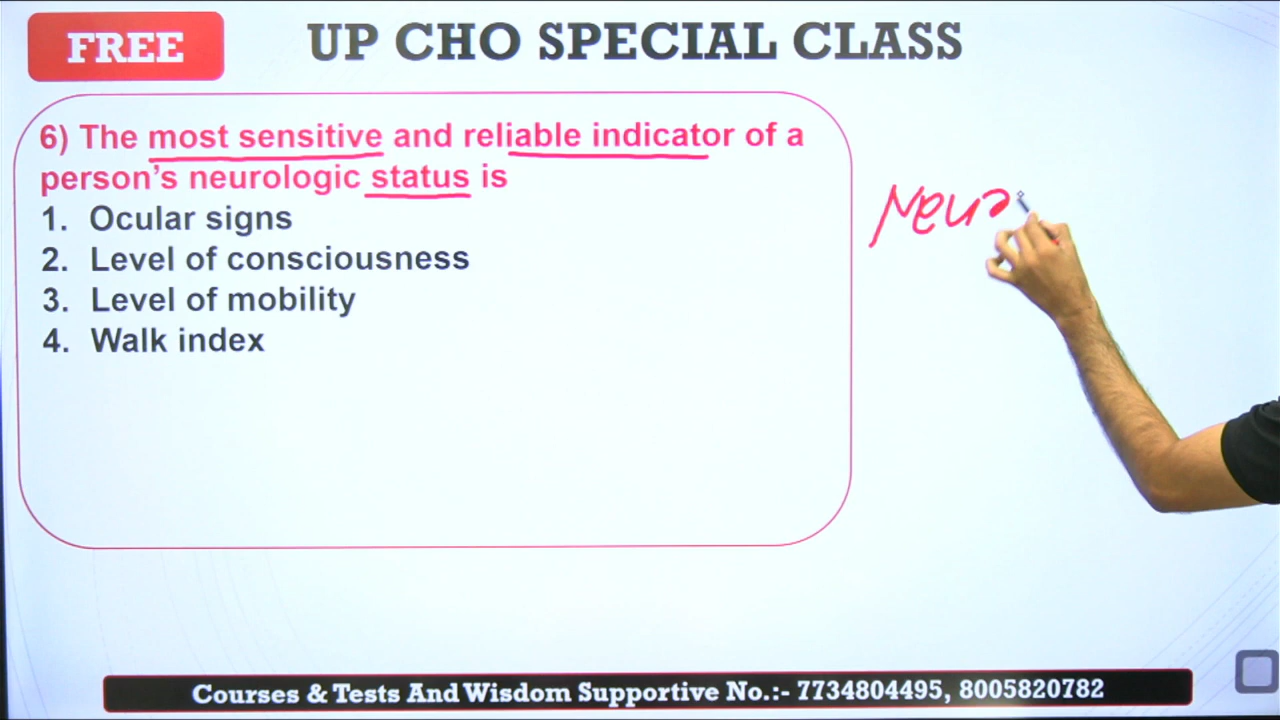 FREE
UP CHO SPECIAL CLASS
6) The most sensitive and reliable indicator of a
person's neurologic status is
1. Ocular signs
2. Level of consciousness
3. Level of mobility
4. Walk index
Neur
Courses & Tests And Wisdom Supportive No.:- 7734804495, 8005820782